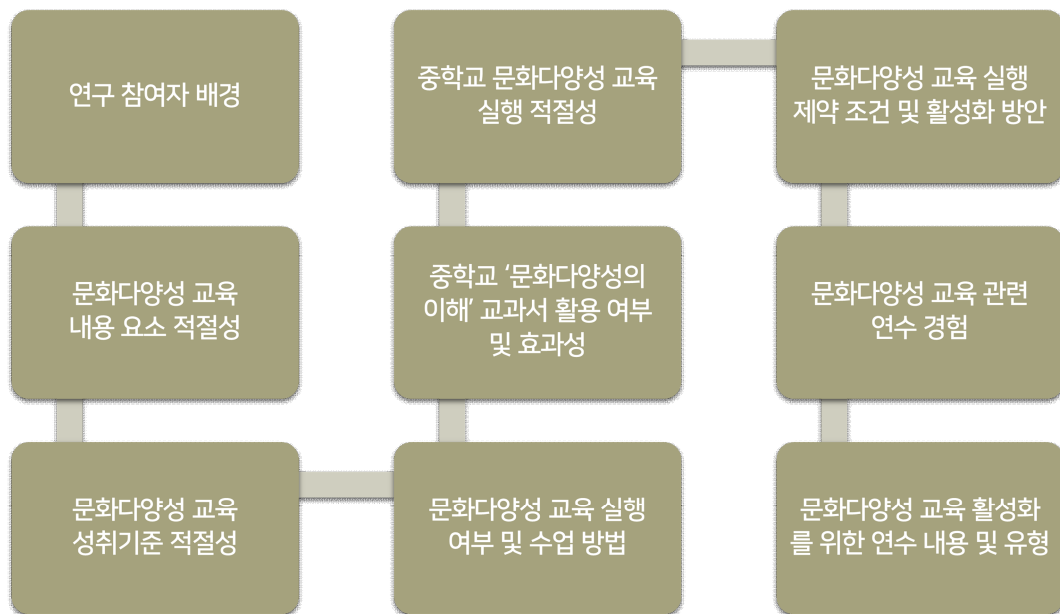 연구 참여자 배경
문화다양성 교육
내용 요소 적절성
문화다양성 교육
성취기준 적절성
문화다양성 교육 실행
여부 및 수업 방법
중학교 ‘문화다양성의
이해’ 교과서 활용 여부
및 효과성
중학교 문화다양성 교육
실행 적절성
문화다양성 교육 실행
제약 조건 및 활성화 방안
문화다양성 교육 관련
연수 경험
문화다양성 교육 활성화
를 위한 연수 내용 및 유형